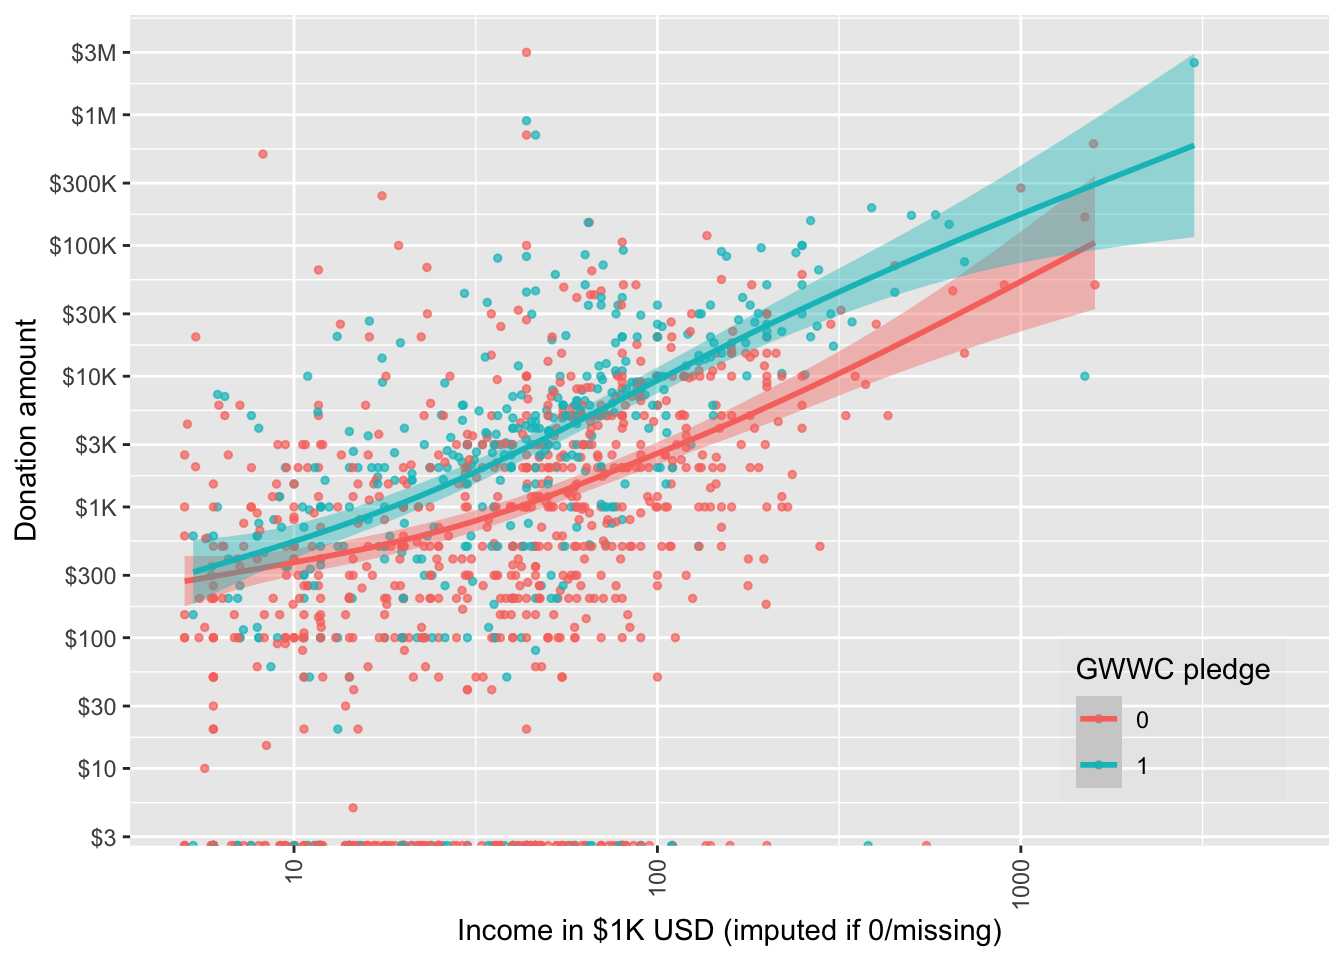 $3M
$1M
$300K
$100K
$30K
$10K
$3K
$1K
$300
$100
$30
$10
$3
Donation amount
10
100
1000
Income in $1K USD (imputed if 0/missing)
GWWC pledge
0
1